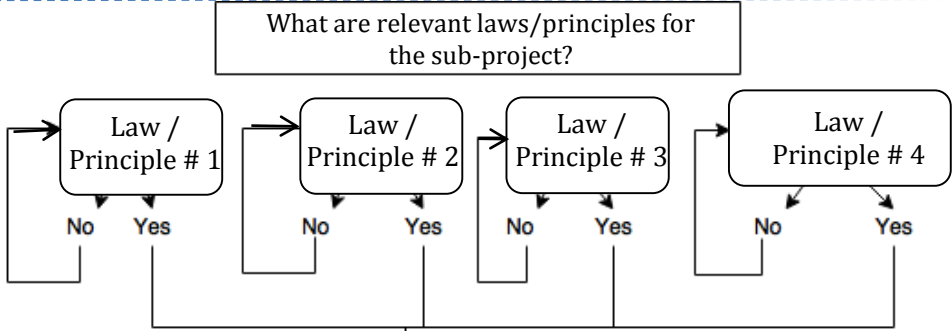 What are relevant laws/principles for
the sub-project?
Law /
Principle # 1
Law /
Principle # 2
Law /
Principle # 3
Law /
Principle # 4
No Yes
No Yes
No Yes
No Yes